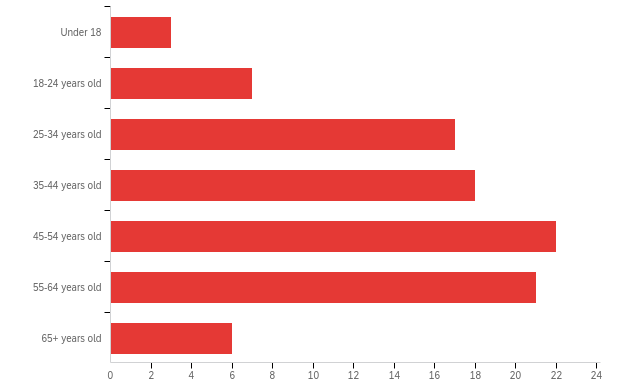 Under 18
18-24 years old
25-34 years old
35-44 years old
45-54 years old
55-64 years old
65+ years old
0 2 4 6 8 10 12 14 16 18 20 22 24